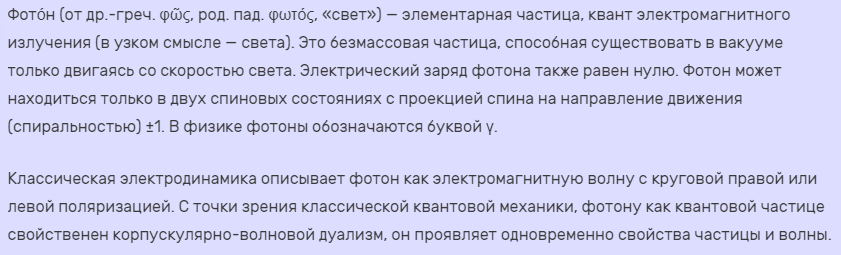 Фото́н (от др.-греч. φῶς, род. пад. φωτός, «свет») — элементарная частица, квант электромагнитного
излучения (в узком смысле — света). Это безмассовая частица, способная существовать в вакууме
только двигаясь со скоростью света. Электрический заряд фотона также равен нулю. Фотон может
находиться только в двух спиновых состояниях с проекцией спина на направление движения
(спиральностью) ±1. В физике фотоны обозначаются буквой γ.
Классическая электродинамика описывает фотон как электромагнитную волну с круговой правой или
левой поляризацией. С точки зрения классической квантовой механики, фотону как квантовой частице
свойственен корпускулярно-волновой дуализм, он проявляет одновременно свойства частицы и волны.